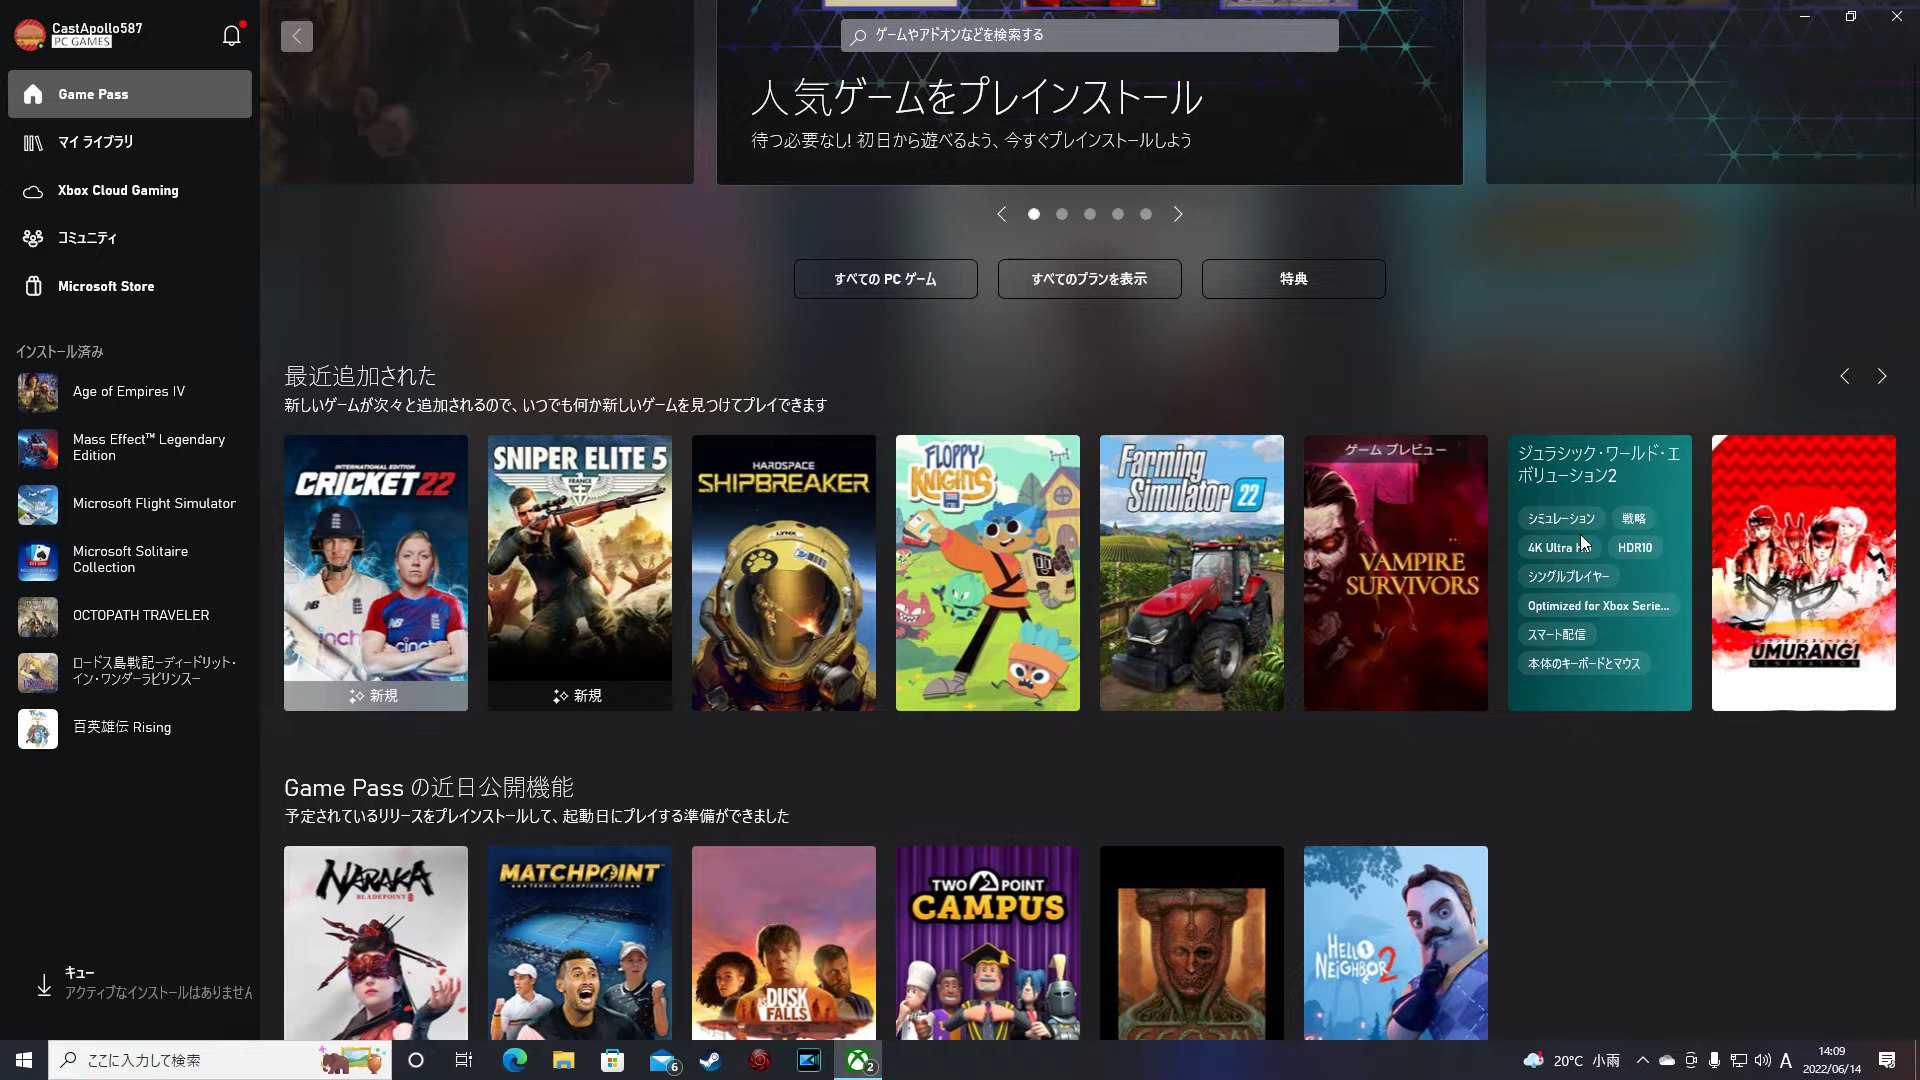 CastApollo587
PC GAMES
Game Pass
マイ ライブラリ
Xbox Cloud Gaming
コミュニティ
Microsoft Store
インストール済み
Age of Empires IV
Mass Effect™ Legendary
Edition
Microsoft Flight Simulator
Microsoft Solitaire
Collection
OCTOPATH TRAVELER
ロードス島戦記ーディードリット・
イン・ワンダーラビリンスー
百英雄伝 Rising
キュー
アクティブなインストールはありません
ゲームやアドオンなどを検索する
人気ゲームをプレインストール
待つ必要なし! 初日から遊べるよう、今すぐプレインストールしよう
すべての PC ゲーム
すべてのプランを表示
特典
最近追加された
新しいゲームが次々と追加されるので、いつでも何か新しいゲームを見つけてプレイできます
INTERNATIONAL EDITION
CRICKET 22
新規
SNIPER ELITE 5
FRANCE
新規
HARDSPACE
SHIPBREAKER
LYNX
FLOPPY
KNIGHTS
Farming
Simulator 22
ゲーム プレビュー
VAMPIRE
SURVIVORS
ジュラシック・ワールド・エ
ボリューション2
シミュレーション
戦略
4K Ultra
HDR10
シングルプレイヤー
Optimized for Xbox Serie...
スマート配信
本体のキーボードとマウス
UMURANGI
GENERATION
Game Pass の近日公開機能
予定されているリリースをプレインストールして、起動日にプレイする準備ができました
NARAKA
BLADEPOINT
MATCHPOINT
TENNIS CHAMPIONSHIPS
AS
DUSK
FALLS
TWO POINT
CAMPUS
HELLO
NEIGHBOR 2
ここに入力して検索
6
2
20°C 小雨
A
14:09
2022/06/14